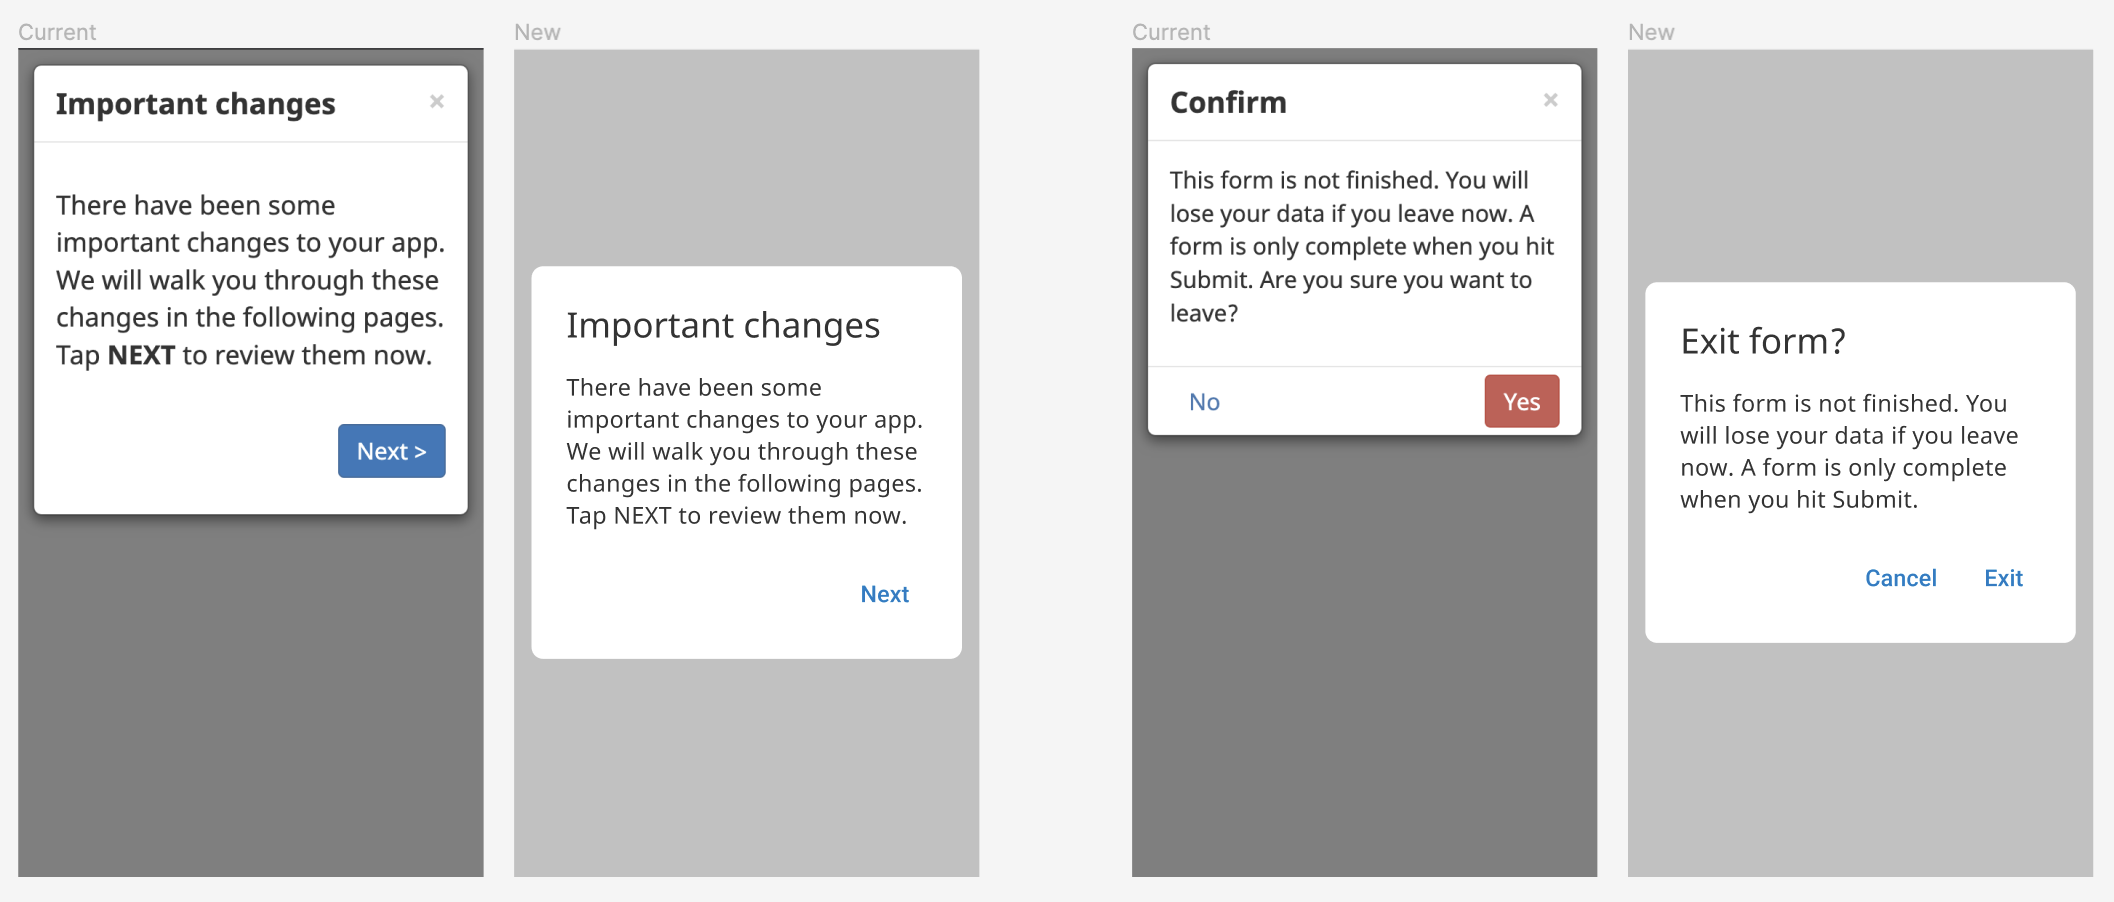 Current
Important changes
×
There have been some
important changes to your app.
We will walk you through these
changes in the following pages.
Tap NEXT to review them now.
Next >
New
Important changes
There have been some
important changes to your app.
We will walk you through these
changes in the following pages.
Tap NEXT to review them now.
Next
Current
Confirm
×
This form is not finished. You will
lose your data if you leave now. A
form is only complete when you hit
Submit. Are you sure you want to
leave?
No
Yes
New
Exit form?
This form is not finished. You
will lose your data if you leave
now. A form is only complete
when you hit Submit.
Cancel
Exit